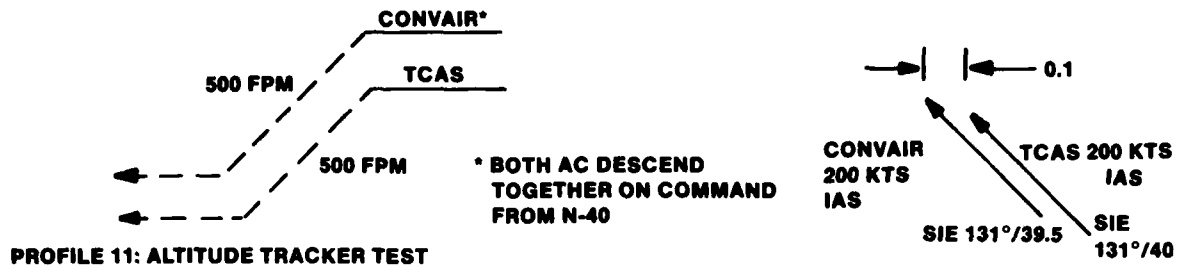 CONVAIR*
500 FPM
TCAS
500 FPM
* BOTH AC DESCEND
TOGETHER ON COMMAND
FROM N-40
0.1
CONVAIR
200 KTS
IAS
TCAS 200 KTS
IAS
SIE 131°/39.5
SIE
131°/40
PROFILE 11: ALTITUDE TRACKER TEST